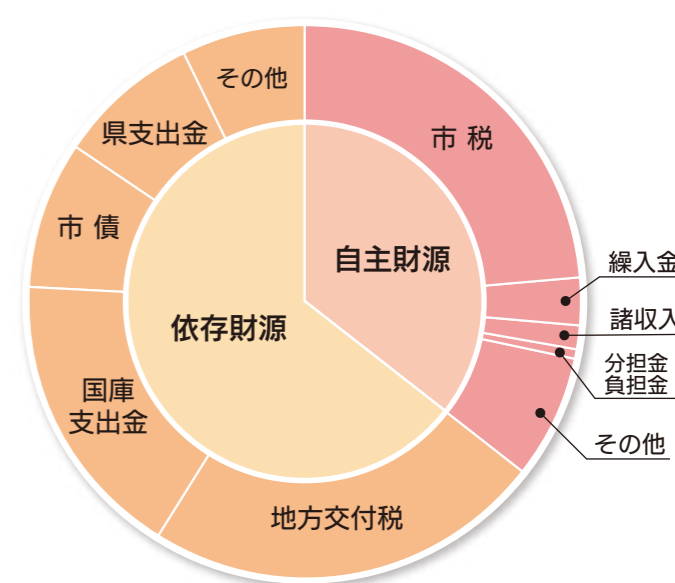 その他
県支出金
市 税
市 債
自主財源
繰入金
諸収入
依存財源
分担金
負担金
国庫
支出金
その他
地方交付税